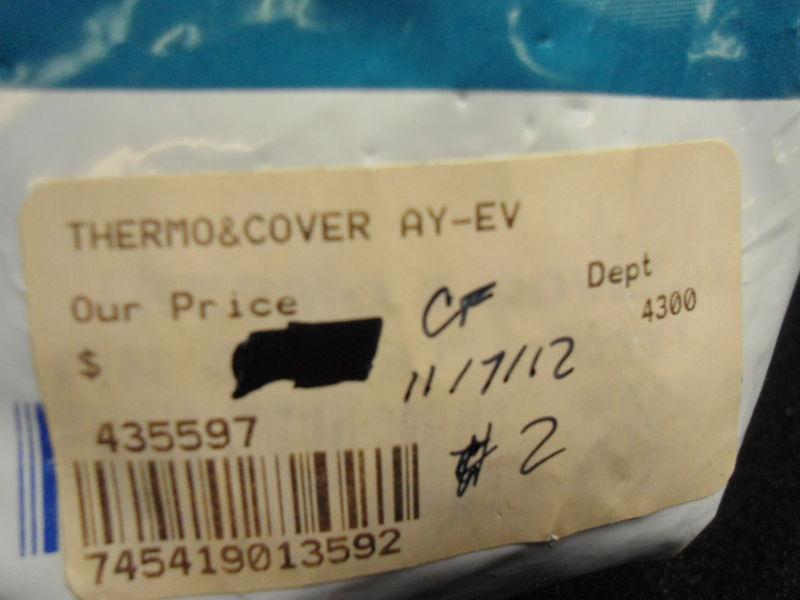 THERMO&COVER AY-EV
Our Price
Dept
4300
$
CF
11/7/12
435597
# 2
745419013592